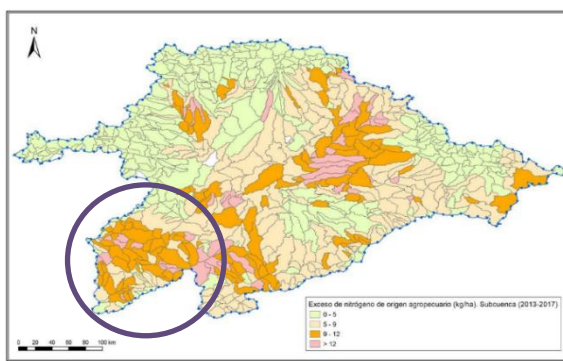 N
Exceso de nitrógeno de origen agropecuario (kg/ha). Subcuenca (2013-2017)
0 - 5
5 - 9
9 - 12
> 12
0 20 40 60 80 100 km